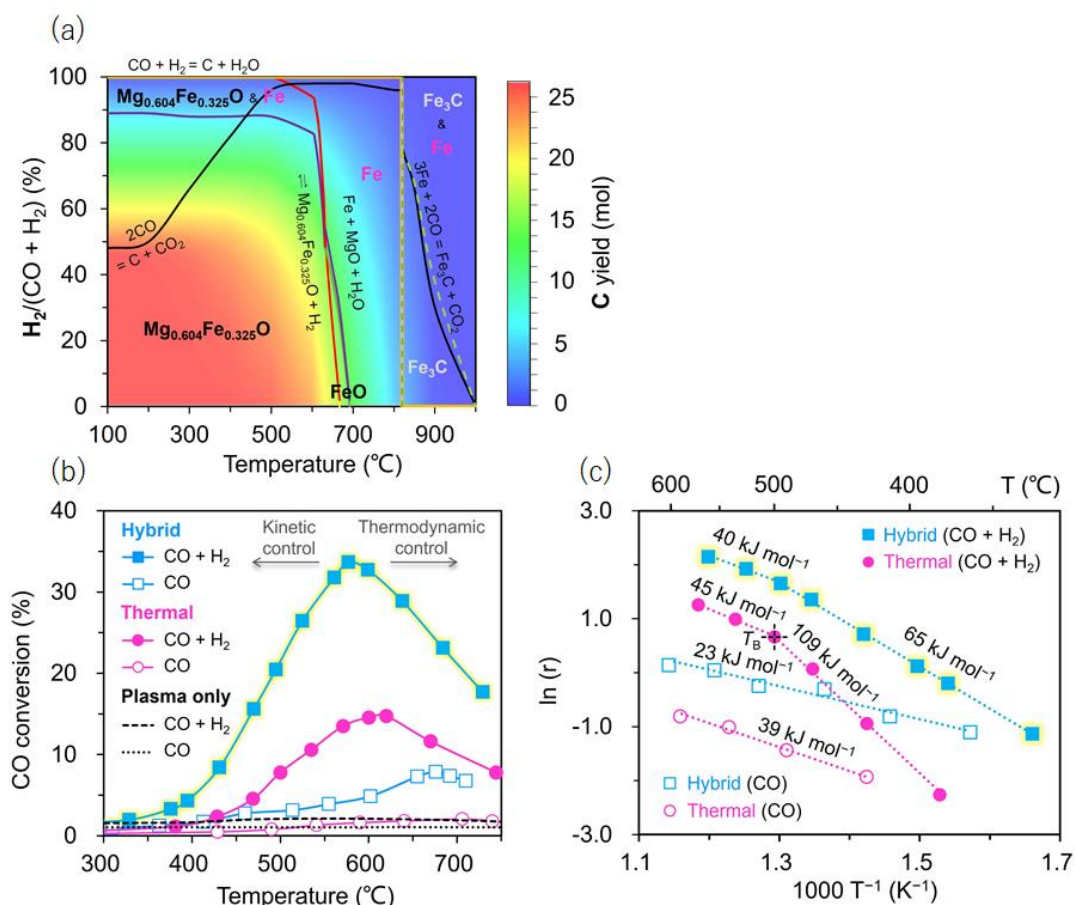 (a)
CO + H₂ = C + H₂O
100
80
60
40
20
0
H₂/(CO + H₂) (%)
Mg₀.₆₀₄Fe₀.₃₂₅O & Fe
2CO
= C + CO₂
Mg₀.₆₀₄Fe₀.₃₂₅O
⇌ Mg₀.₆₀₄Fe₀.₃₂₅O + H₂
Fe + MgO + H₂O
FeO
Fe
Fe₃C
&
Fe
3Fe + 2CO = Fe₃C + CO₂
Fe₃C
100
300
500
700
900
Temperature (℃)
25
20
15
10
5
0
C yield (mol)
(b)
40
30
20
10
0
CO conversion (%)
Hybrid
CO + H₂
CO
Thermal
CO + H₂
CO
Plasma only
CO + H₂
CO
Kinetic
control
Thermodynamic
control
300
400
500
600
700
Temperature (℃)
(c)
600
500
400
T (℃)
3.0
1.0
-1.0
-3.0
ln (r)
40 kJ mol⁻¹
45 kJ mol⁻¹
T_B
109 kJ mol⁻¹
65 kJ mol⁻¹
23 kJ mol⁻¹
39 kJ mol⁻¹
Hybrid (CO + H₂)
Thermal (CO + H₂)
Hybrid (CO)
Thermal (CO)
1.1
1.3
1.5
1.7
1000 T⁻¹ (K⁻¹)